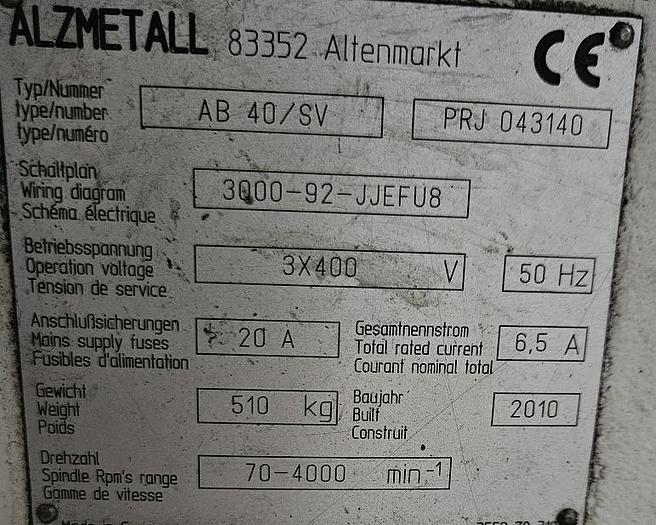 ALZMETALL 83352 Altenmarkt CE
Typ/Nummer
type/number AB 40/SV PRJ 043140
type/numéro
Schaltplan
Wiring diagram 3000-92-JJEFU8
Schéma électrique
Betriebsspannung
Operation voltage 3X400 V 50 Hz
Tension de service
Anschlußsicherungen
Mains supply fuses 20 A
Fusibles d'alimentation
Gesamtnennstrom
Total rated current 6,5 A
Courant nominal total
Gewicht
Weight 510 kg
Poids
Baujahr
Built 2010
Construit
Drehzahl
Spindle Rpm's range 70-4000 min⁻¹
Gamme de vitesse